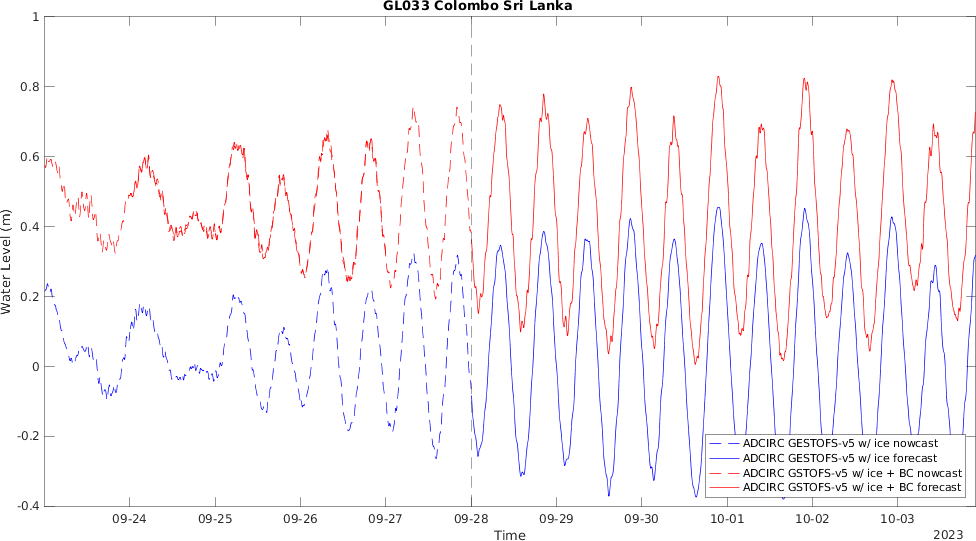 GL033 Colombo Sri Lanka
Water Level (m)
1
0.8
0.6
0.4
0.2
0
-0.2
-0.4
ADCIRC GESTOFS-v5 w/ ice nowcast
ADCIRC GESTOFS-v5 w/ ice forecast
ADCIRC GSTOFS-v5 w/ ice + BC nowcast
ADCIRC GSTOFS-v5 w/ ice + BC forecast
09-24 09-25 09-26 09-27 09-28 09-29 09-30 10-01 10-02 10-03
Time
2023